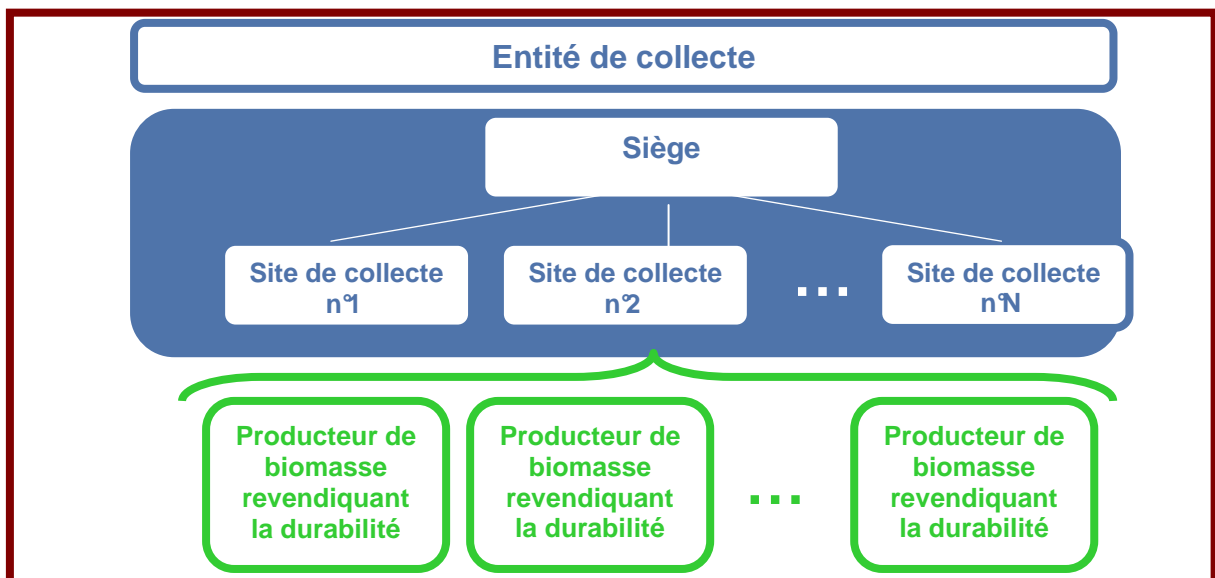 Entité de collecte
Siège
Site de collecte
n°1
Site de collecte
n°2
...
Site de collecte
n°N
Producteur de
biomasse
revendiquant
la durabilité
Producteur de
biomasse
revendiquant
la durabilité
...
Producteur de
biomasse
revendiquant
la durabilité